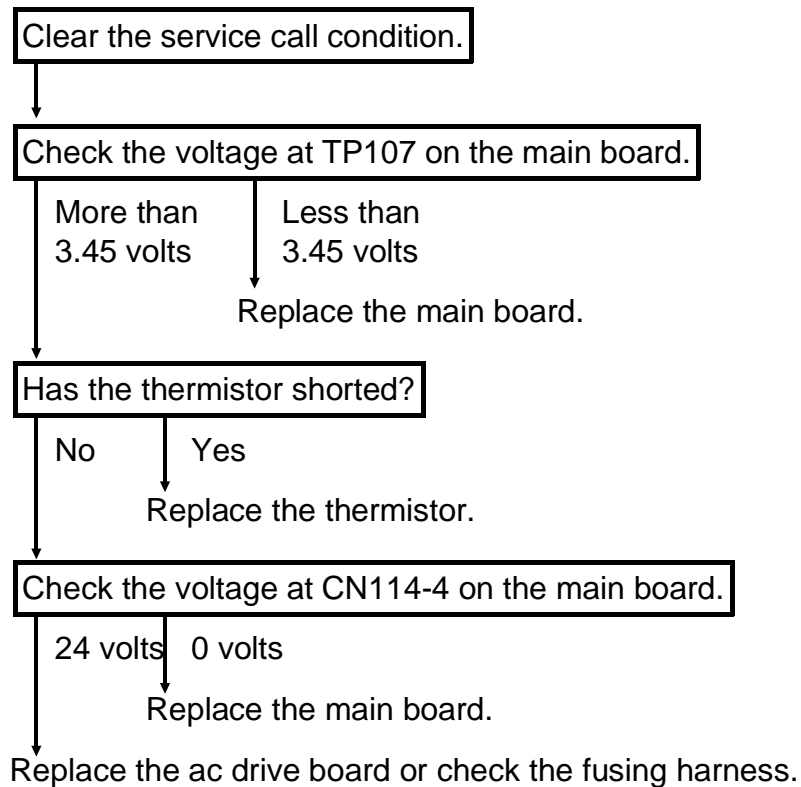 Clear the service call condition.
Check the voltage at TP107 on the main board.
More than Less than
3.45 volts 3.45 volts
Replace the main board.
Has the thermistor shorted?
No Yes
Replace the thermistor.
Check the voltage at CN114-4 on the main board.
24 volts 0 volts
Replace the main board.
Replace the ac drive board or check the fusing harness.